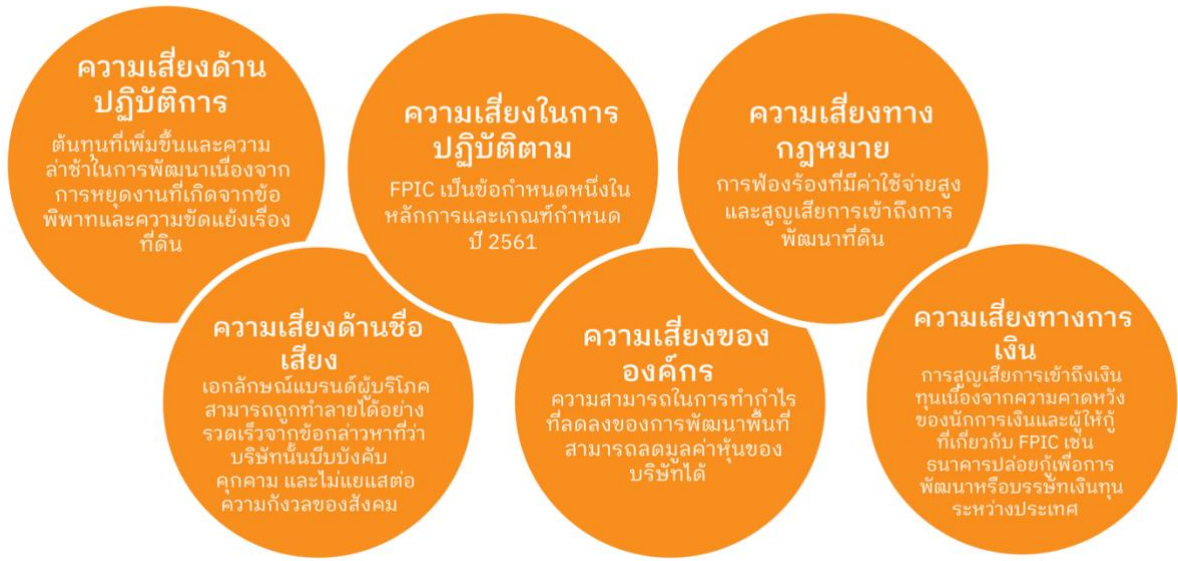 ความเสี่ยงด้าน
ปฏิบัติการ
ต้นทุนที่เพิ่มขึ้นและความ
ล่าช้าในการพัฒนาเนื่องจาก
การหยุดงานที่เกิดจากข้อ
พิพาทและความขัดแย้งเรื่อง
ที่ดิน
ความเสี่ยงด้านชื่อ
เสียง
เอกลักษณ์แบรนด์ผู้บริโภค
สามารถถูกทำลายได้อย่าง
รวดเร็วจากข้อกล่าวหาที่ว่า
บริษัทนั้นบีบบังคับ
คุกคาม และไม่แยแสต่อ
ความกังวลของสังคม
ความเสี่ยงในการ
ปฏิบัติตาม
FPIC เป็นข้อกำหนดหนึ่งใน
หลักการและเกณฑ์กำหนด
ปี 2561
ความเสี่ยงของ
องค์กร
ความสามารถในการทำกำไร
ที่ลดลงของการพัฒนาพื้นที่
สามารถลดมูลค่าหุ้นของ
บริษัทได้
ความเสี่ยงทาง
กฎหมาย
การฟ้องร้องที่มีค่าใช้จ่ายสูง
และสูญเสียการเข้าถึงการ
พัฒนาที่ดิน
ความเสี่ยงทางการ
เงิน
การสูญเสียการเข้าถึงเงิน
ทุนเนื่องจากความคาดหวัง
ของนักการเงินและผู้ให้กู้
ที่เกี่ยวกับ FPIC เช่น
ธนาคารปล่อยกู้เพื่อการ
พัฒนาหรือบรรษัทเงินทุน
ระหว่างประเทศ